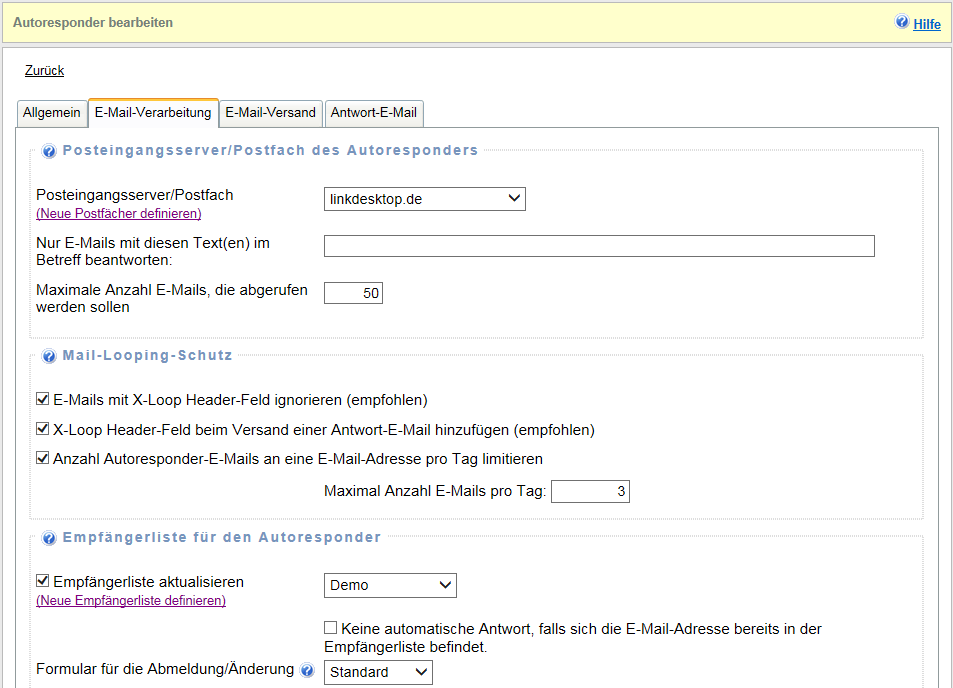 Autoresponder bearbeiten
Hilfe
Zurück
Allgemein
E-Mail-Verarbeitung
E-Mail-Versand
Antwort-E-Mail
Posteingangsserver/Postfach des Autoresponders
Posteingangsserver/Postfach
linkdesktop.de
(Neue Postfächer definieren)
Nur E-Mails mit diesen Text(en) im
Betreff beantworten:
Maximale Anzahl E-Mails, die abgerufen
werden sollen
50
Mail-Looping-Schutz
E-Mails mit X-Loop Header-Feld ignorieren (empfohlen)
X-Loop Header-Feld beim Versand einer Antwort-E-Mail hinzufügen (empfohlen)
Anzahl Autoresponder-E-Mails an eine E-Mail-Adresse pro Tag limitieren
Maximal Anzahl E-Mails pro Tag: 3
Empfängerliste für den Autoresponder
Empfängerliste aktualisieren
Demo
(Neue Empfängerliste definieren)
Keine automatische Antwort, falls sich die E-Mail-Adresse bereits in der
Empfängerliste befindet.
Formular für die Abmeldung/Änderung
Standard